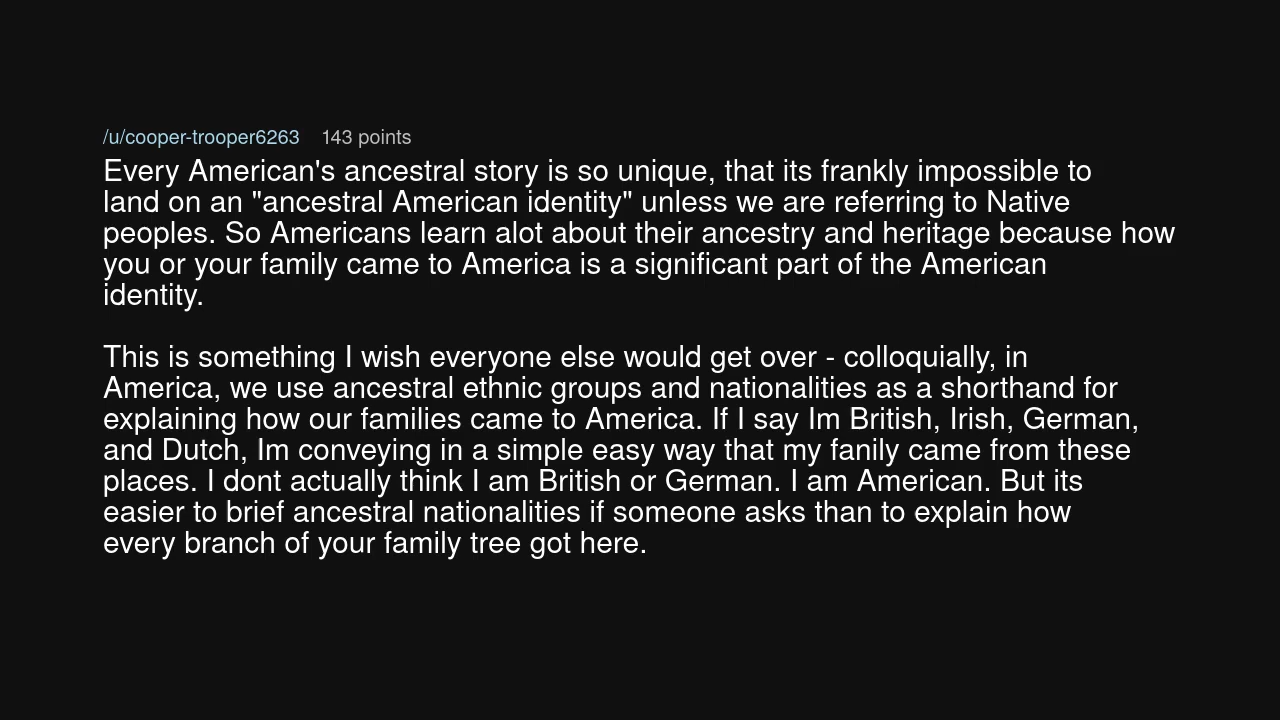 /u/cooper-trooper6263 143 points
Every American's ancestral story is so unique, that its frankly impossible to
land on an "ancestral American identity" unless we are referring to Native
peoples. So Americans learn alot about their ancestry and heritage because how
you or your family came to America is a significant part of the American
identity.
This is something I wish everyone else would get over - colloquially, in
America, we use ancestral ethnic groups and nationalities as a shorthand for
explaining how our families came to America. If I say Im British, Irish, German,
and Dutch, Im conveying in a simple easy way that my fanily came from these
places. I dont actually think I am British or German. I am American. But its
easier to brief ancestral nationalities if someone asks than to explain how
every branch of your family tree got here.